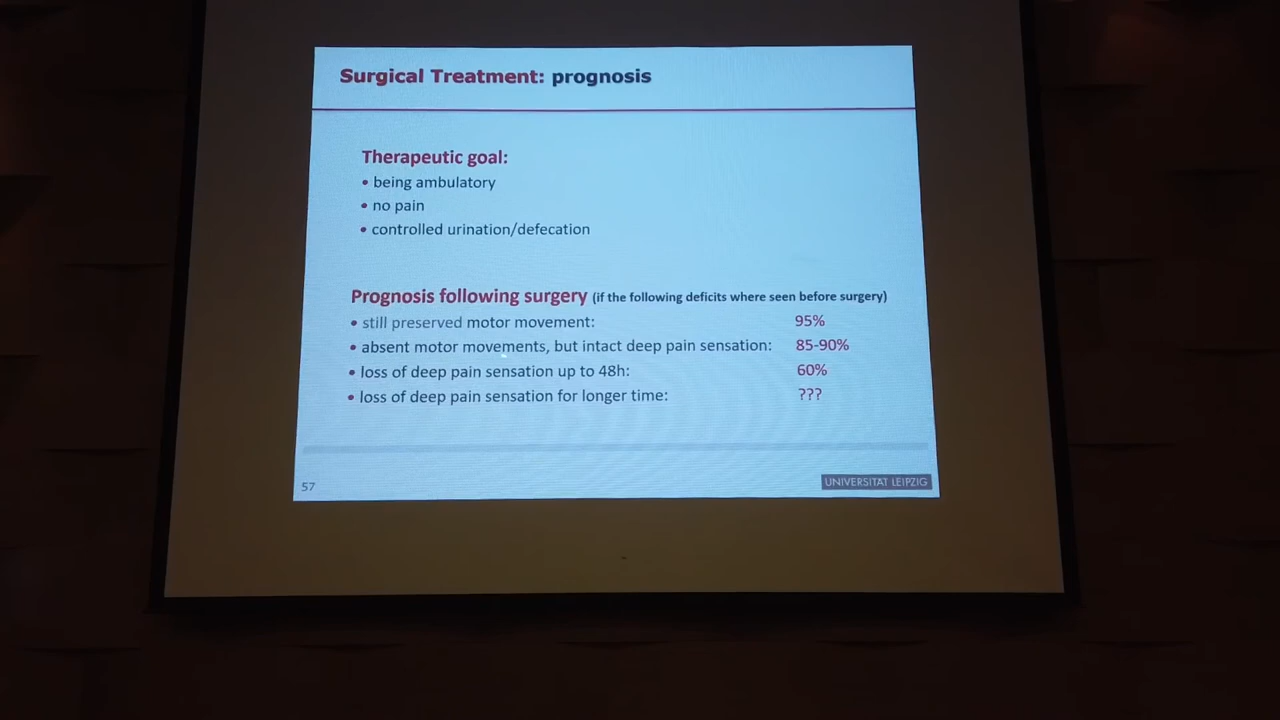 Surgical Treatment: prognosis
Therapeutic goal:
• being ambulatory
• no pain
• controlled urination/defecation
Prognosis following surgery (if the following deficits where seen before surgery)
• still preserved motor movement: 95%
• absent motor movements, but intact deep pain sensation: 85-90%
• loss of deep pain sensation up to 48h: 60%
• loss of deep pain sensation for longer time: ???
57
UNIVERSITÄT LEIPZIG